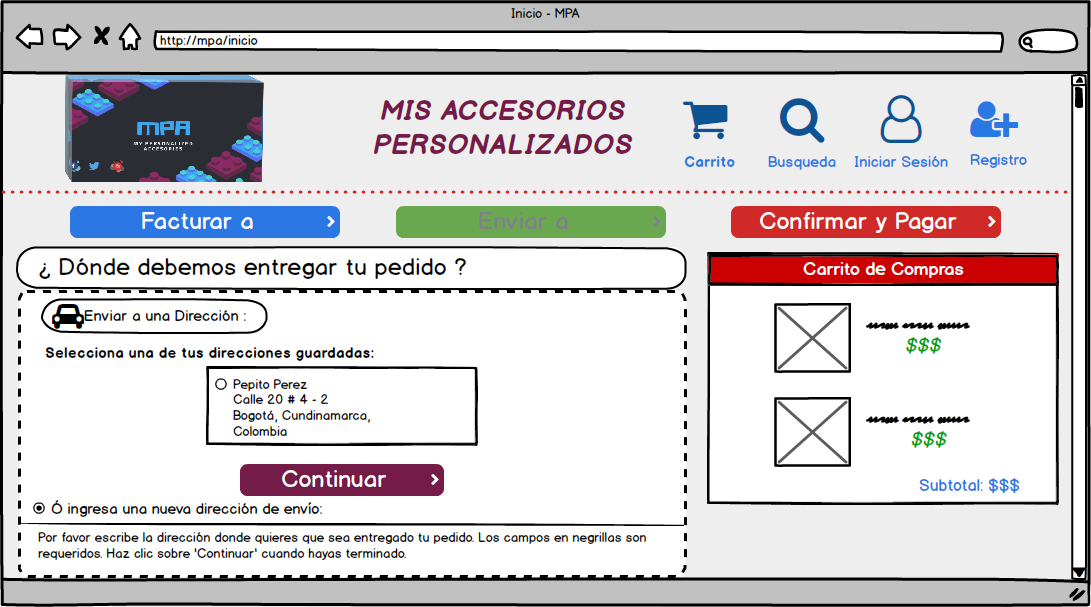 Inicio - MPA
http://mpa/inicio
MPA
MY PERSONALIZED
ACCESORIES
MIS ACCESORIOS
PERSONALIZADOS
Carrito
Busqueda
Iniciar Sesión
Registro
Facturar a
Enviar a
Confirmar y Pagar
¿ Dónde debemos entregar tu pedido ?
Enviar a una Dirección :
Selecciona una de tus direcciones guardadas:
Pepito Perez
Calle 20 # 4 - 2
Bogotá, Cundinamarca,
Colombia
Continuar
Ó ingresa una nueva dirección de envío:
Por favor escribe la dirección donde quieres que sea entregado tu pedido. Los campos en negrillas son
requeridos. Haz clic sobre 'Continuar' cuando hayas terminado.
Carrito de Compras
$$$
$$$
Subtotal: $$$